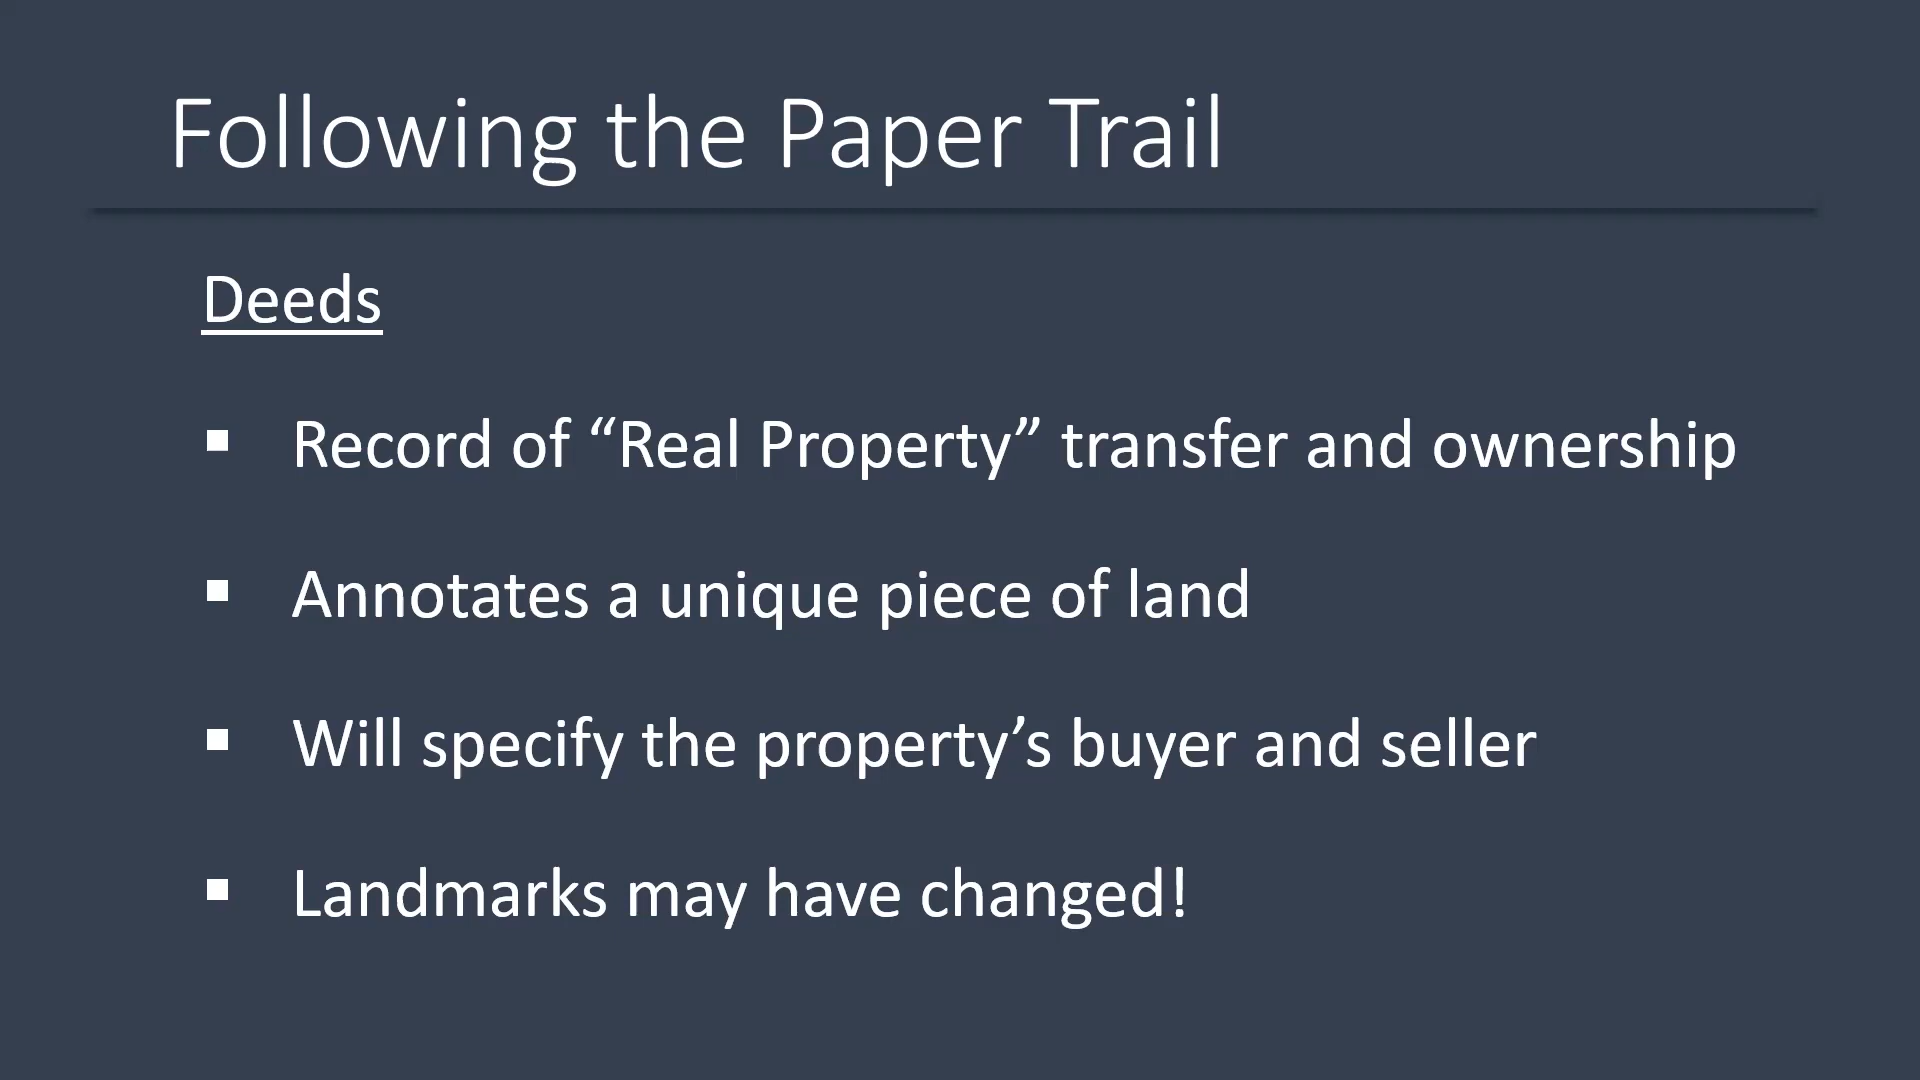 Following the Paper Trail
Deeds
▪ Record of “Real Property” transfer and ownership
▪ Annotates a unique piece of land
▪ Will specify the property’s buyer and seller
▪ Landmarks may have changed!